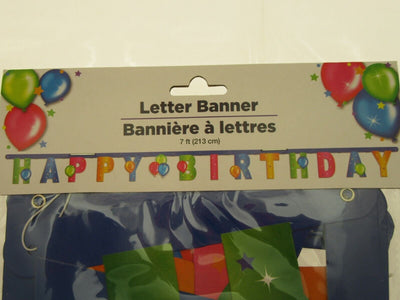 Letter Banner
Bannière à lettres
7 ft (213 cm)
HAPPY BIRTHDAY